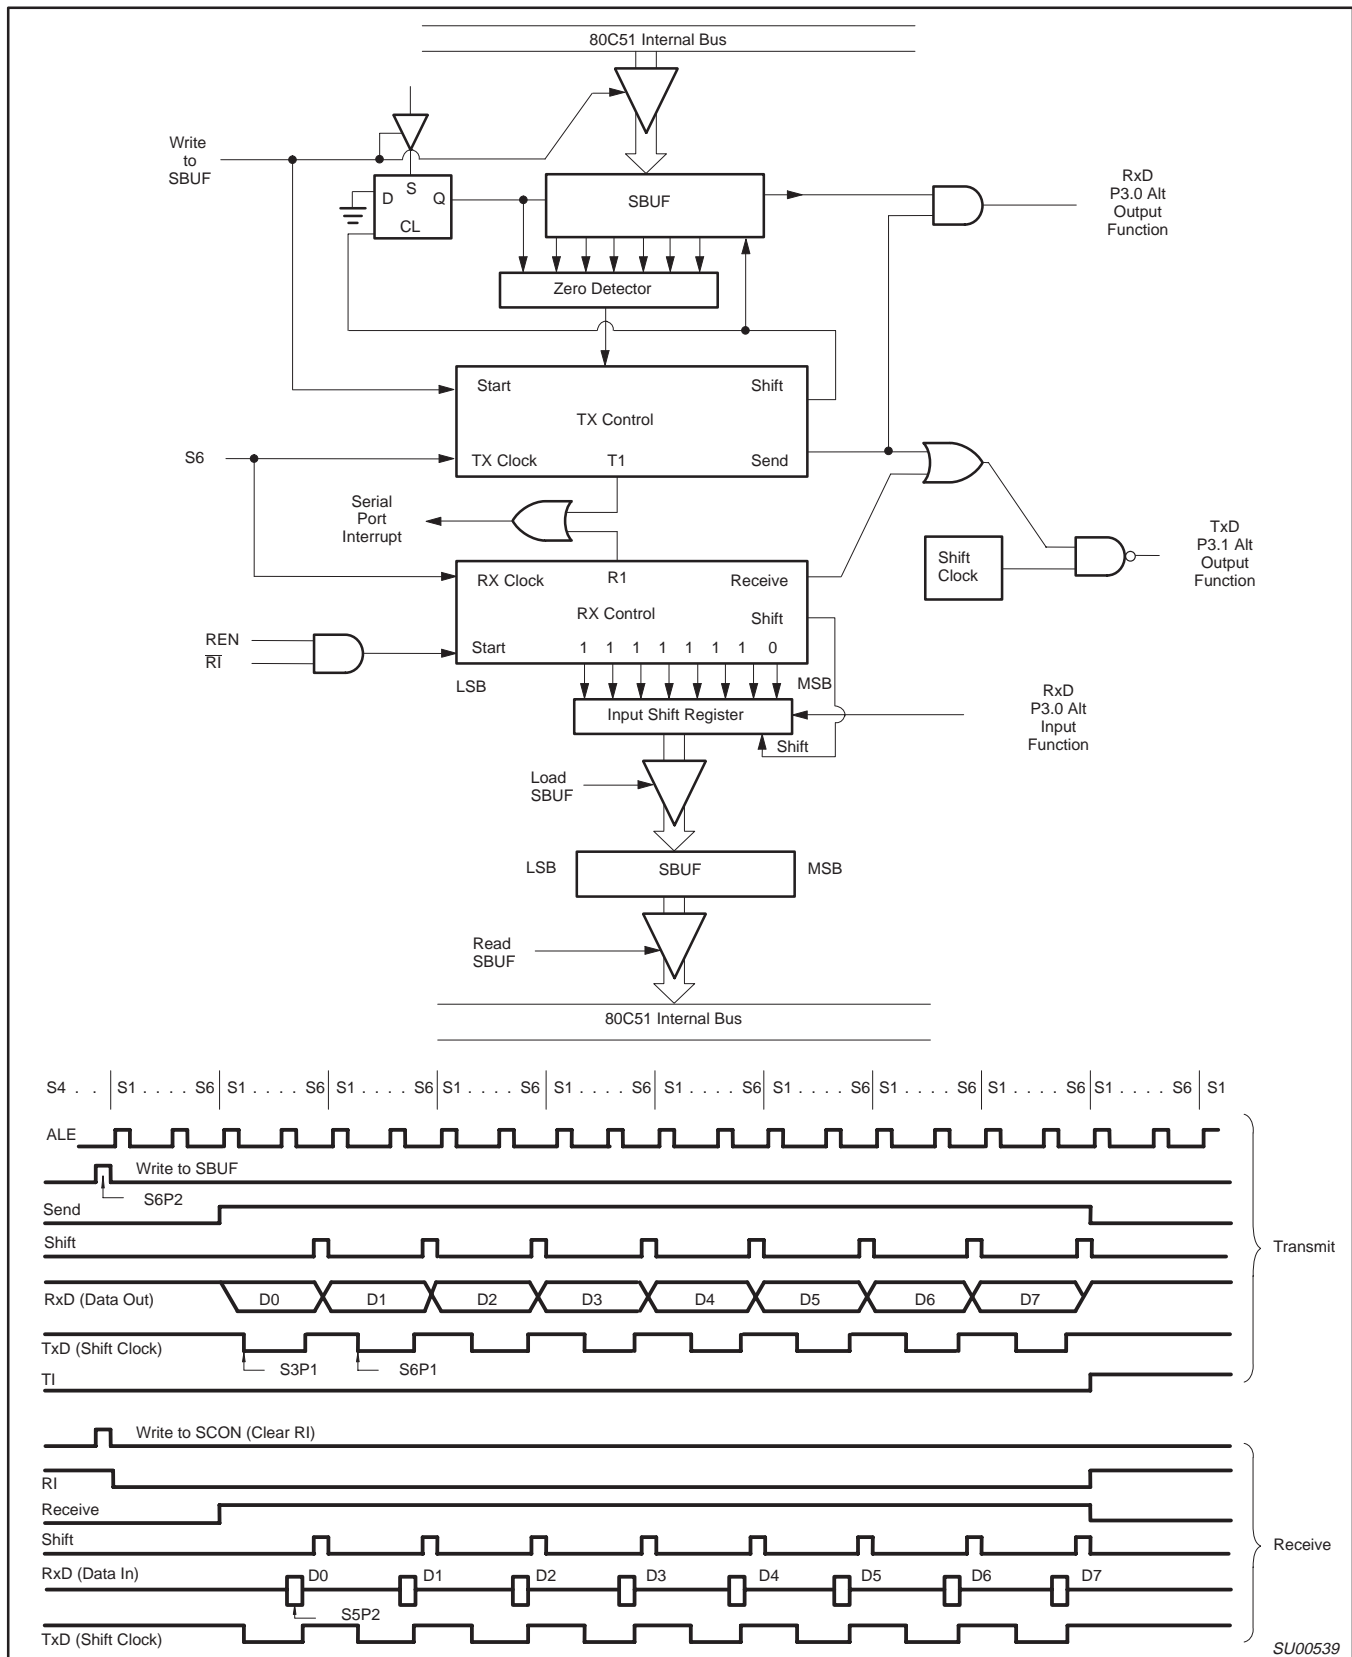 80C51 Internal Bus
Write
to
SBUF
D S Q
CL
SBUF
RxD
P3.0 Alt
Output
Function
Zero Detector
Start Shift
TX Control
S6
TX Clock T1 Send
Serial
Port
Interrupt
Shift
Clock
TxD
P3.1 Alt
Output
Function
RX Clock R1 Receive
RX Control Shift
REN
RI
Start 1 1 1 1 1 1 1 0
LSB MSB
Input Shift Register
Shift
RxD
P3.0 Alt
Input
Function
Load
SBUF
LSB SBUF MSB
Read
SBUF
80C51 Internal Bus
S4 . . S1 . . . . S6 S1 . . . . S6 S1 . . . . S6 S1 . . . . S6 S1 . . . . S6 S1 . . . . S6 S1 . . . . S6 S1 . . . . S6 S1 . . . . S6 S1 . . . . S6 S1
ALE
Write to SBUF
S6P2
Send
Shift
Transmit
RxD (Data Out) D0 D1 D2 D3 D4 D5 D6 D7
TxD (Shift Clock)
S3P1 S6P1
TI
Write to SCON (Clear RI)
RI
Receive
Shift
Receive
RxD (Data In) D0 D1 D2 D3 D4 D5 D6 D7
S5P2
TxD (Shift Clock)
SU00539